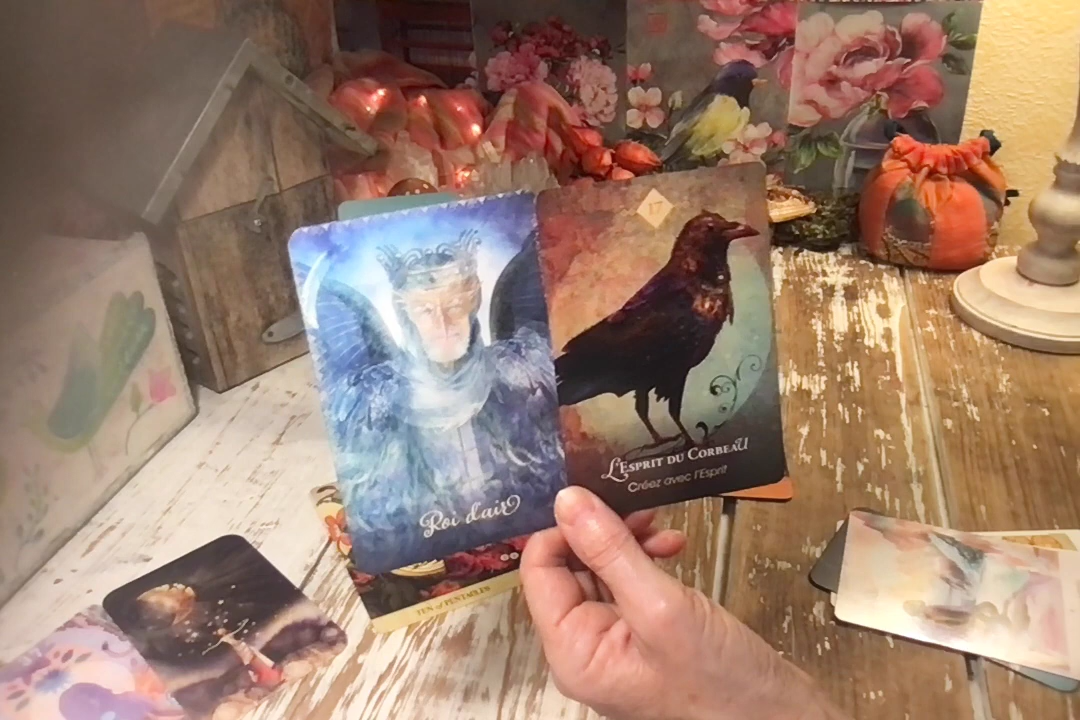 17
L'ESPRIT DU CORBEAU
Créez avec l'Esprit
Roi d'air
TEN of PENTACLES